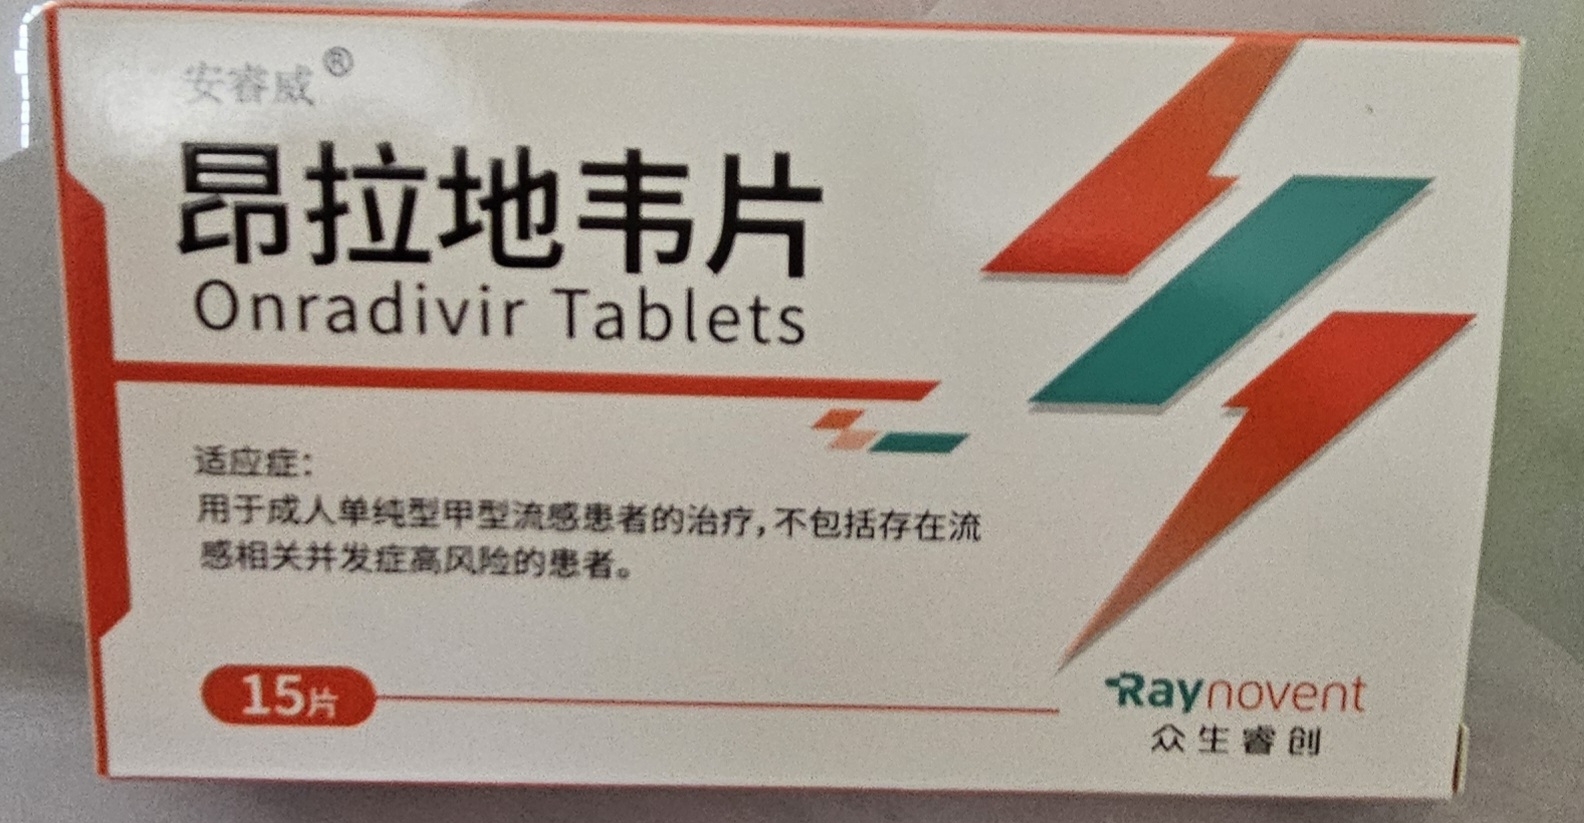 安睿威®
昂拉地韦片
Onradivir Tablets
适应症：
用于成人单纯型甲型流感患者的治疗，不包括存在流
感相关并发症高风险的患者。
15片
Raynovent
众生睿创